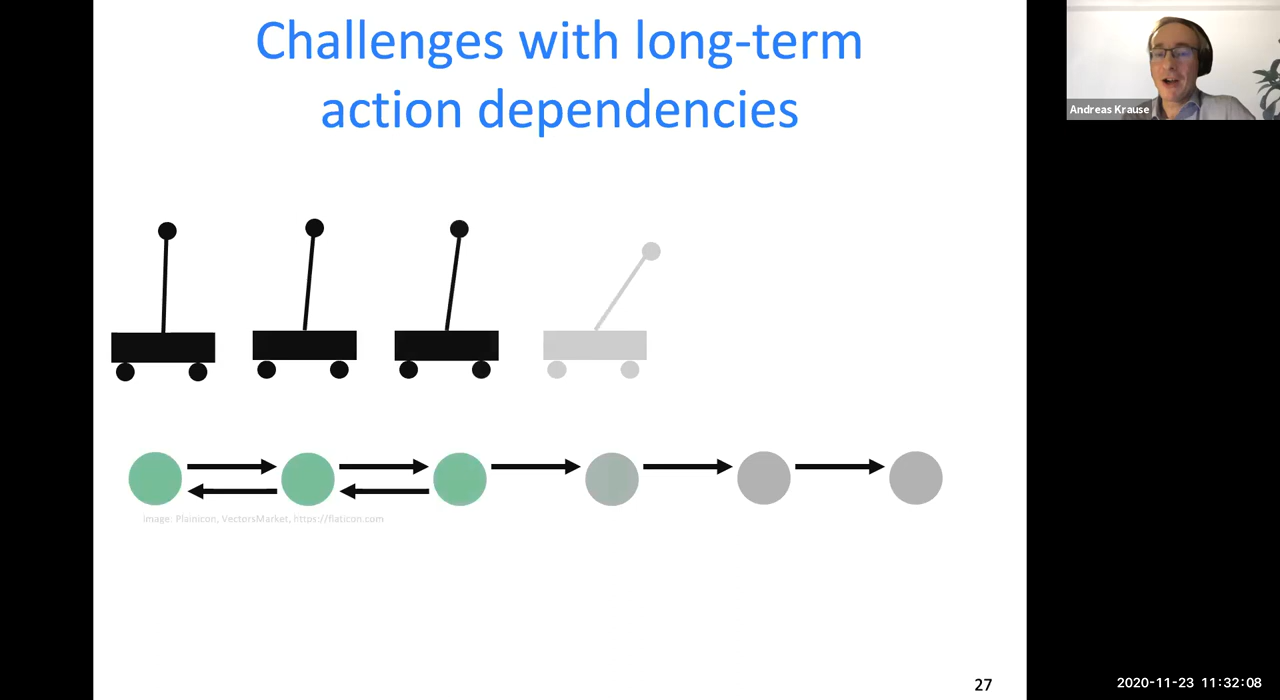 Challenges with long-term
action dependencies
Andreas Krause
Image: Plainicon, VectorsMarket, https://flaticon.com
27
2020-11-23 11:32:08